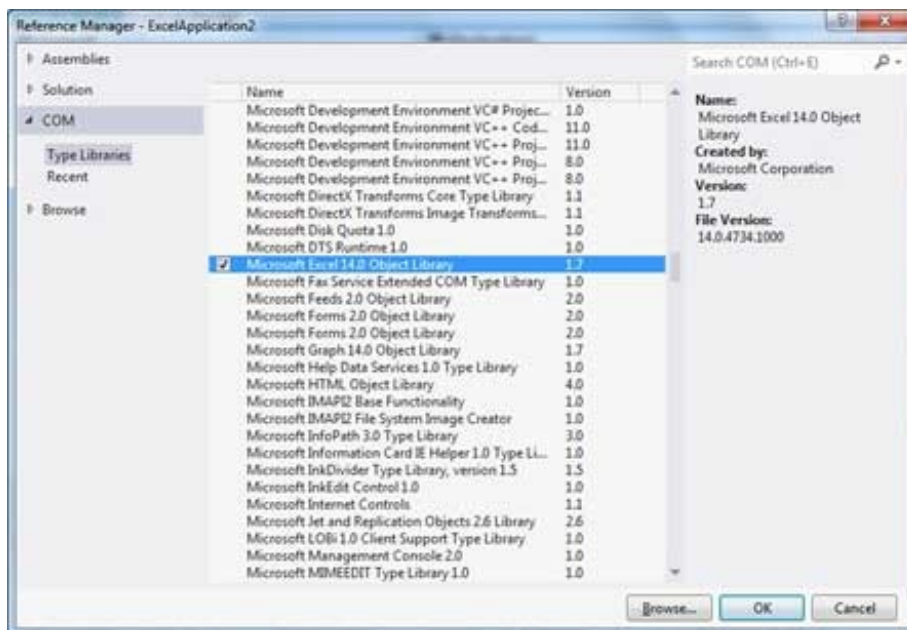 Reference Manager - ExcelApplication2
Assemblies
Solution
COM
Type Libraries
Recent
Browse
Name Version
Microsoft Development Environment VC# Projec... 1.0
Microsoft Development Environment VC++ Cod... 11.0
Microsoft Development Environment VC++ Proj... 11.0
Microsoft Development Environment VC++ Proj... 8.0
Microsoft Development Environment VC++ Proj... 8.0
Microsoft DirectX Transforms Core Type Library 1.1
Microsoft DirectX Transforms Image Transforms... 1.1
Microsoft Disk Quota 1.0 1.0
Microsoft DTS Runtime 1.0 1.0
Microsoft Excel 14.0 Object Library 1.7
Microsoft Fax Service Extended COM Type Library 1.0
Microsoft Feeds 2.0 Object Library 2.0
Microsoft Forms 2.0 Object Library 2.0
Microsoft Forms 2.0 Object Library 2.0
Microsoft Graph 14.0 Object Library 1.7
Microsoft Help Data Services 1.0 Type Library 1.0
Microsoft HTML Object Library 4.0
Microsoft IMAPI2 Base Functionality 1.0
Microsoft IMAPI2 File System Image Creator 1.0
Microsoft InfoPath 3.0 Type Library 3.0
Microsoft Information Card IE Helper 1.0 Type Li... 1.0
Microsoft InkDivider Type Library, version 1.5 1.5
Microsoft InkEdit Control 1.0 1.0
Microsoft Internet Controls 1.1
Microsoft Jet and Replication Objects 2.6 Library 2.6
Microsoft LOBi 1.0 Client Support Type Library 1.0
Microsoft Management Console 2.0 1.0
Microsoft MIMEEDIT Type Library 1.0 1.0
Search COM (Ctrl+E)
Name:
Microsoft Excel 14.0 Object
Library
Created by:
Microsoft Corporation
Version:
1.7
File Version:
14.0.4734.1000
Browse... OK Cancel